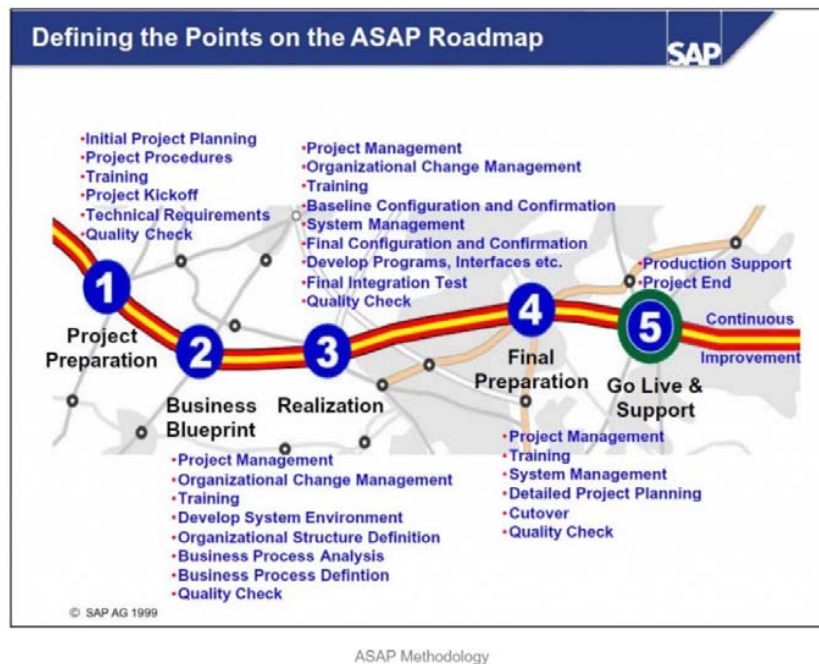 Defining the Points on the ASAP Roadmap
SAP
•Initial Project Planning
•Project Procedures
•Training
•Project Kickoff
•Technical Requirements
•Quality Check
•Project Management
•Organizational Change Management
•Training
•Baseline Configuration and Confirmation
•System Management
•Final Configuration and Confirmation
•Develop Programs, Interfaces etc.
•Final Integration Test
•Quality Check
•Production Support
•Project End
1
Project
Preparation
2
Business
Blueprint
3
Realization
4
Final
Preparation
5
Go Live &
Support
Continuous
Improvement
•Project Management
•Organizational Change Management
•Training
•Develop System Environment
•Organizational Structure Definition
•Business Process Analysis
•Business Process Defintion
•Quality Check
•Project Management
•Training
•System Management
•Detailed Project Planning
•Cutover
•Quality Check
© SAP AG 1999
ASAP Methodology